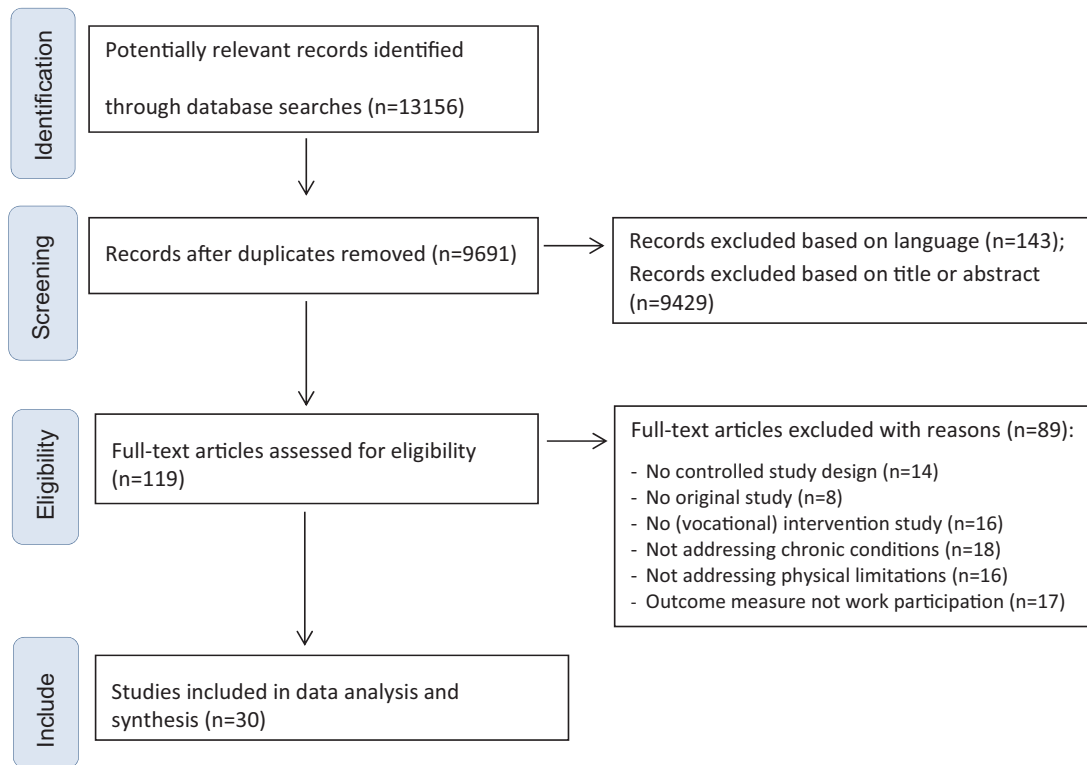 Identification
Potentially relevant records identified
through database searches (n=13156)
Screening
Records after duplicates removed (n=9691)
Records excluded based on language (n=143);
Records excluded based on title or abstract
(n=9429)
Eligibility
Full-text articles assessed for eligibility
(n=119)
Full-text articles excluded with reasons (n=89):
- No controlled study design (n=14)
- No original study (n=8)
- No (vocational) intervention study (n=16)
- Not addressing chronic conditions (n=18)
- Not addressing physical limitations (n=16)
- Outcome measure not work participation (n=17)
Include
Studies included in data analysis and
synthesis (n=30)